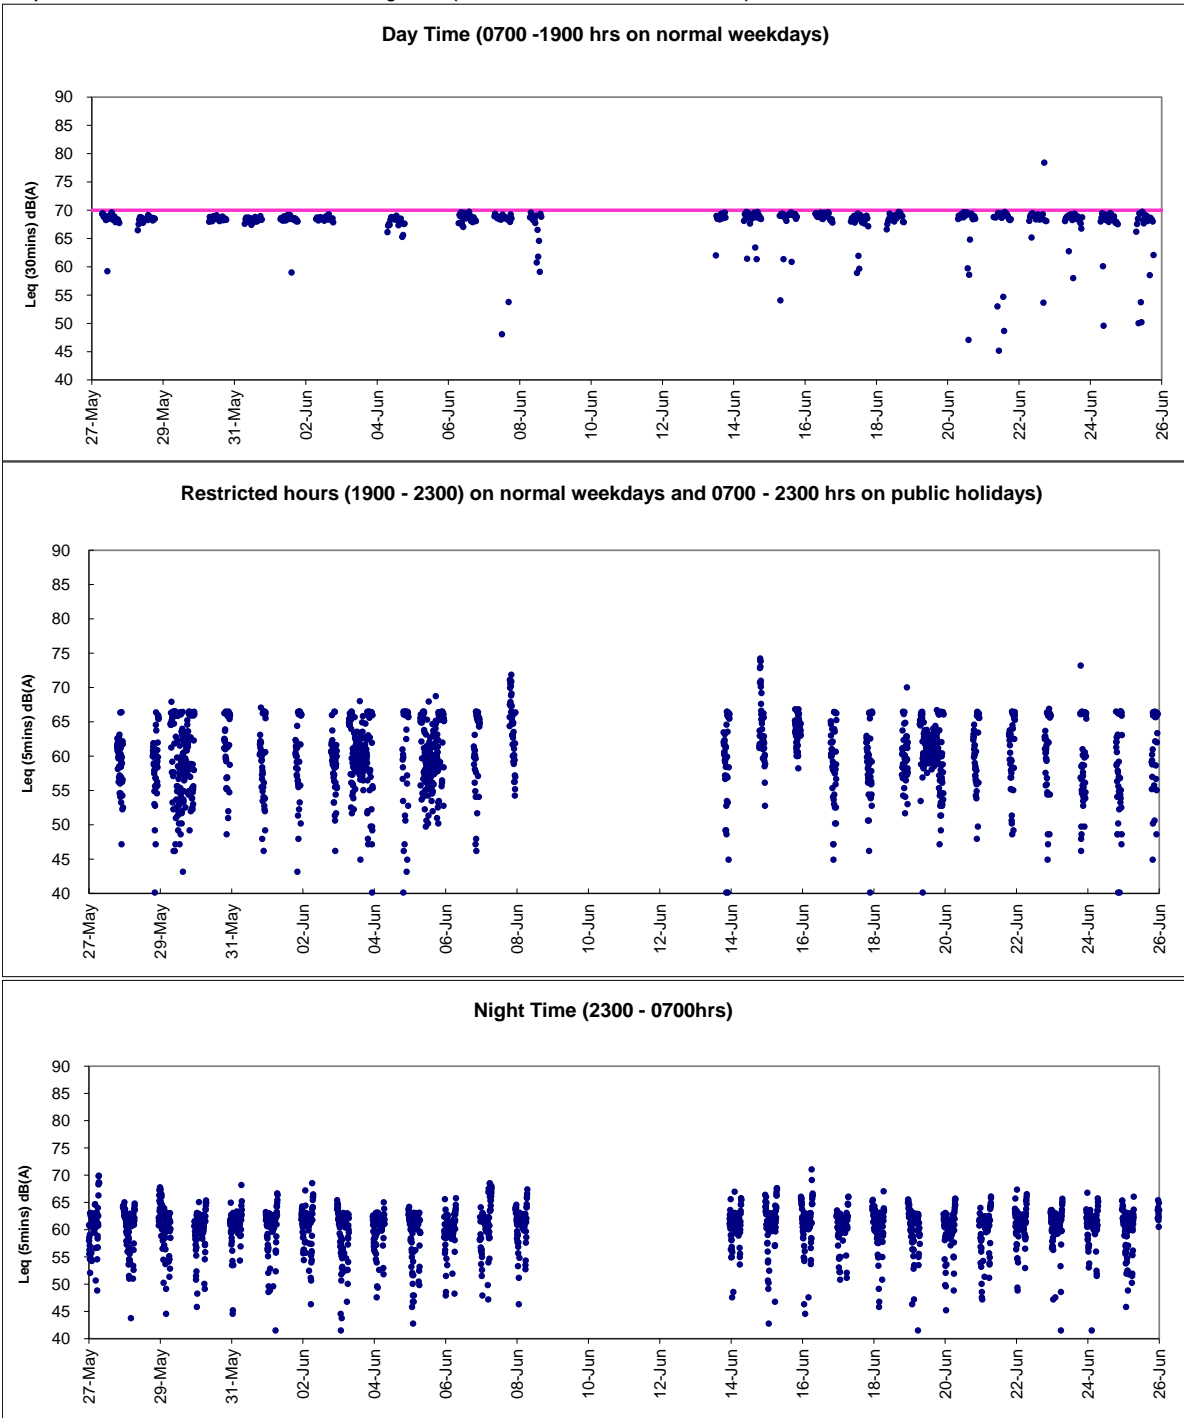 Day Time (0700 -1900 hrs on normal weekdays)
90
85
80
75
70
65
60
55
50
45
40
Leq (30mins) dB(A)
27-May
29-May
31-May
02-Jun
04-Jun
06-Jun
08-Jun
10-Jun
12-Jun
14-Jun
16-Jun
18-Jun
20-Jun
22-Jun
24-Jun
26-Jun
Restricted hours (1900 - 2300) on normal weekdays and 0700 - 2300 hrs on public holidays)
90
85
80
75
70
65
60
55
50
45
40
Leq (5mins) dB(A)
27-May
29-May
31-May
02-Jun
04-Jun
06-Jun
08-Jun
10-Jun
12-Jun
14-Jun
16-Jun
18-Jun
20-Jun
22-Jun
24-Jun
26-Jun
Night Time (2300 - 0700hrs)
90
85
80
75
70
65
60
55
50
45
40
Leq (5mins) dB(A)
27-May
29-May
31-May
02-Jun
04-Jun
06-Jun
08-Jun
10-Jun
12-Jun
14-Jun
16-Jun
18-Jun
20-Jun
22-Jun
24-Jun
26-Jun